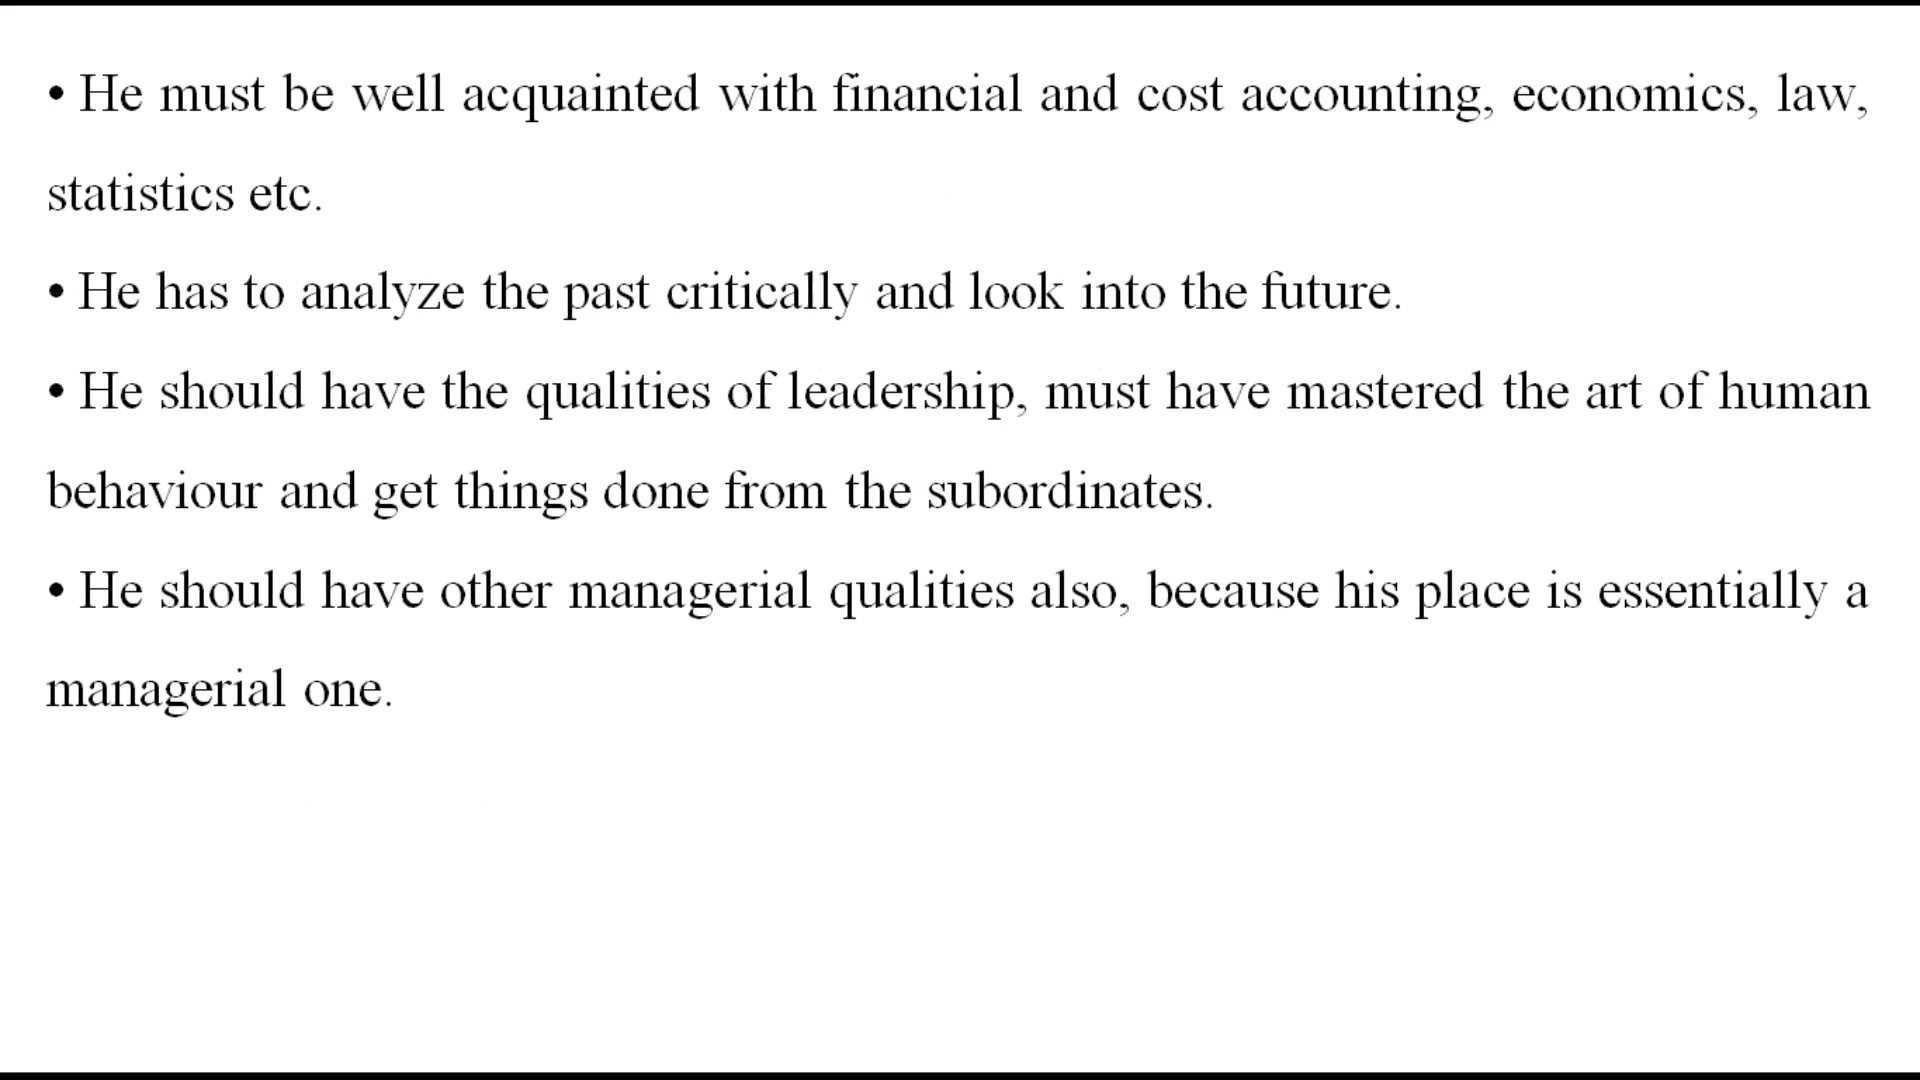 • He must be well acquainted with financial and cost accounting, economics, law,
statistics etc.
• He has to analyze the past critically and look into the future.
• He should have the qualities of leadership, must have mastered the art of human
behaviour and get things done from the subordinates.
• He should have other managerial qualities also, because his place is essentially a
managerial one.